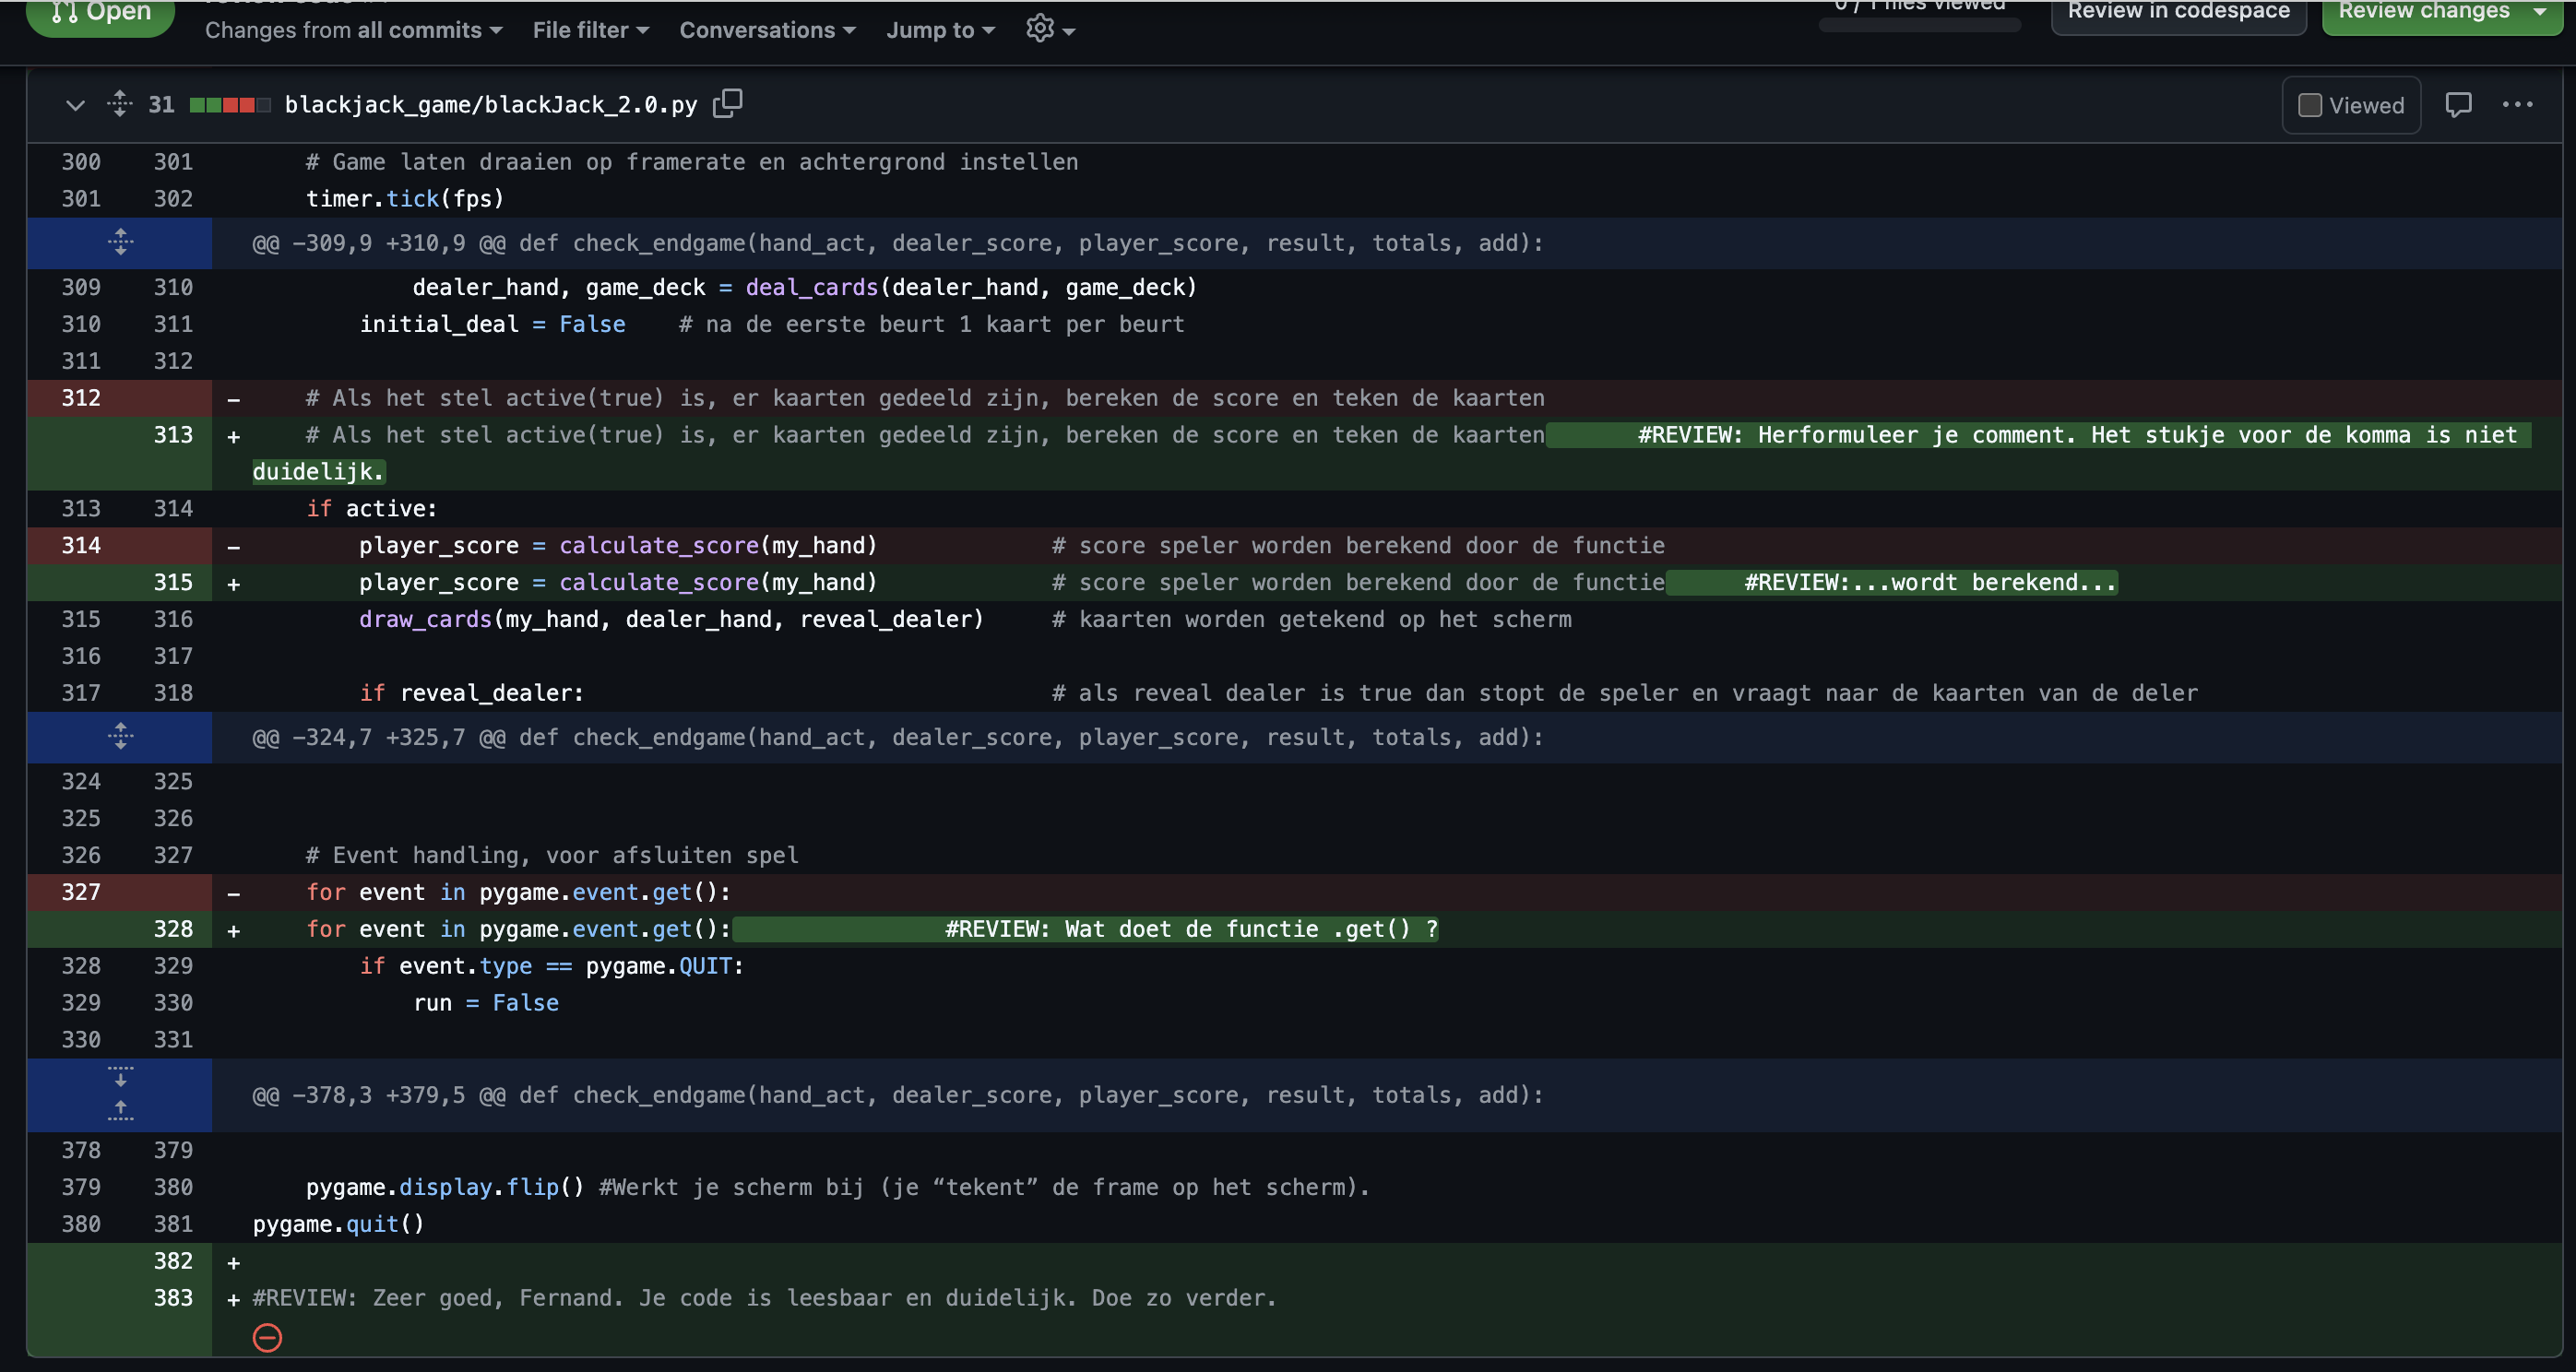 Open
Changes from all commits File filter Conversations Jump to
Review in codespace
Review changes
31 blackjack_game/blackJack_2.0.py Viewed
300 301 # Game laten draaien op framerate en achtergrond instellen
301 302 timer.tick(fps)
@@ -309,9 +310,9 @@ def check_endgame(hand_act, dealer_score, player_score, result, totals, add):
309 310 dealer_hand, game_deck = deal_cards(dealer_hand, game_deck)
310 311 initial_deal = False # na de eerste beurt 1 kaart per beurt
311 312
312 - # Als het stel active(true) is, er kaarten gedeeld zijn, bereken de score en teken de kaarten
313 + # Als het stel active(true) is, er kaarten gedeeld zijn, bereken de score en teken de kaarten #REVIEW: Herformuleer je comment. Het stukje voor de komma is niet
duidelijk.
313 314 if active:
314 - player_score = calculate_score(my_hand) # score speler worden berekend door de functie
315 + player_score = calculate_score(my_hand) # score speler worden berekend door de functie #REVIEW:...wordt berekend...
315 316 draw_cards(my_hand, dealer_hand, reveal_dealer) # kaarten worden getekend op het scherm
316 317
317 318 if reveal_dealer: # als reveal dealer is true dan stopt de speler en vraagt naar de kaarten van de deler
@@ -324,7 +325,7 @@ def check_endgame(hand_act, dealer_score, player_score, result, totals, add):
324 325
325 326
326 327 # Event handling, voor afsluiten spel
327 - for event in pygame.event.get():
328 + for event in pygame.event.get(): #REVIEW: Wat doet de functie .get() ?
328 329 if event.type == pygame.QUIT:
329 330 run = False
330 331
@@ -378,3 +379,5 @@ def check_endgame(hand_act, dealer_score, player_score, result, totals, add):
378 379
379 380 pygame.display.flip() #Werkt je scherm bij (je “tekent” de frame op het scherm).
380 381 pygame.quit()
382 +
383 + #REVIEW: Zeer goed, Fernand. Je code is leesbaar en duidelijk. Doe zo verder.